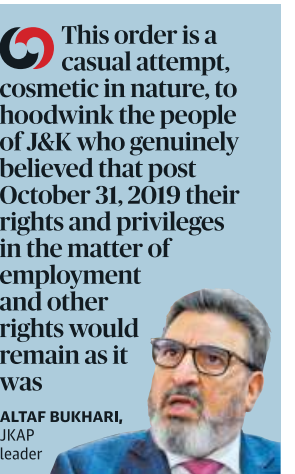 This order is a
casual attempt,
cosmetic in nature, to
hoodwink the people
of J&K who genuinely
believed that post
October 31, 2019 their
rights and privileges
in the matter of
employment
and other
rights would
remain as it
was
ALTAF BUKHARI,
JKAP
leader